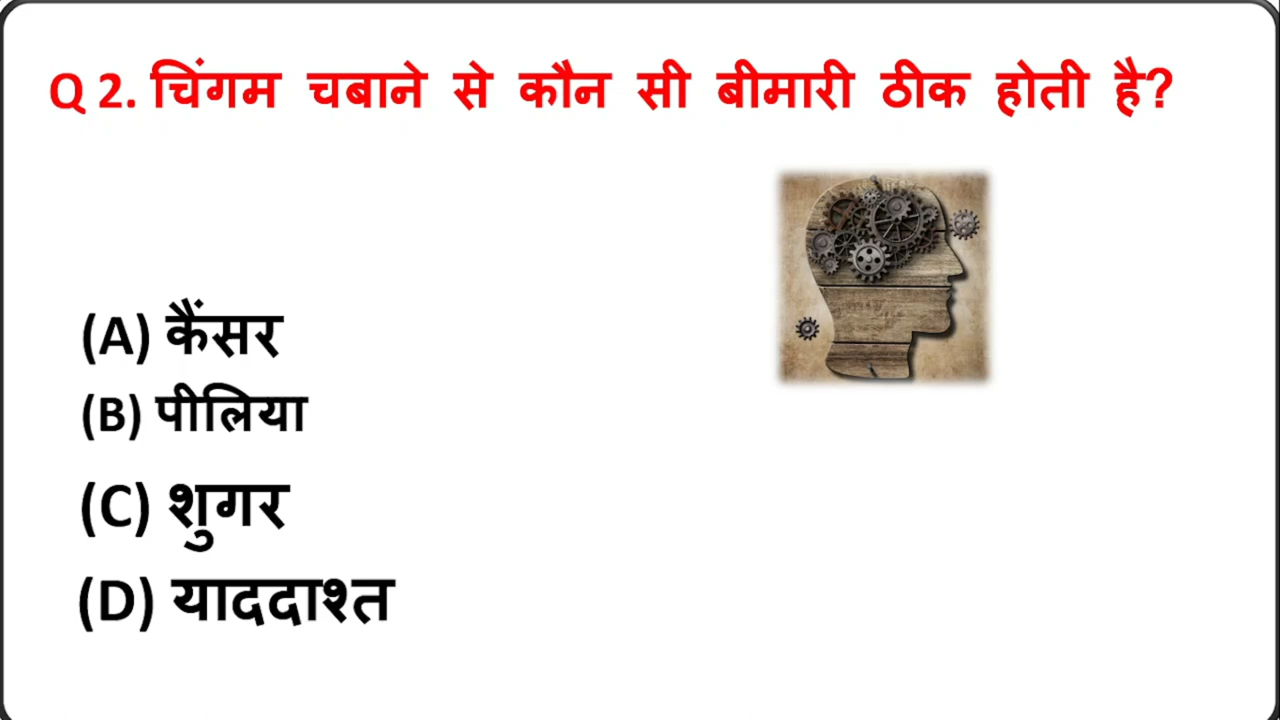 Q 2. चिंगम चबाने से कौन सी बीमारी ठीक होती है?
(A) कैंसर
(B) पीलिया
(C) शुगर
(D) याददाश्त